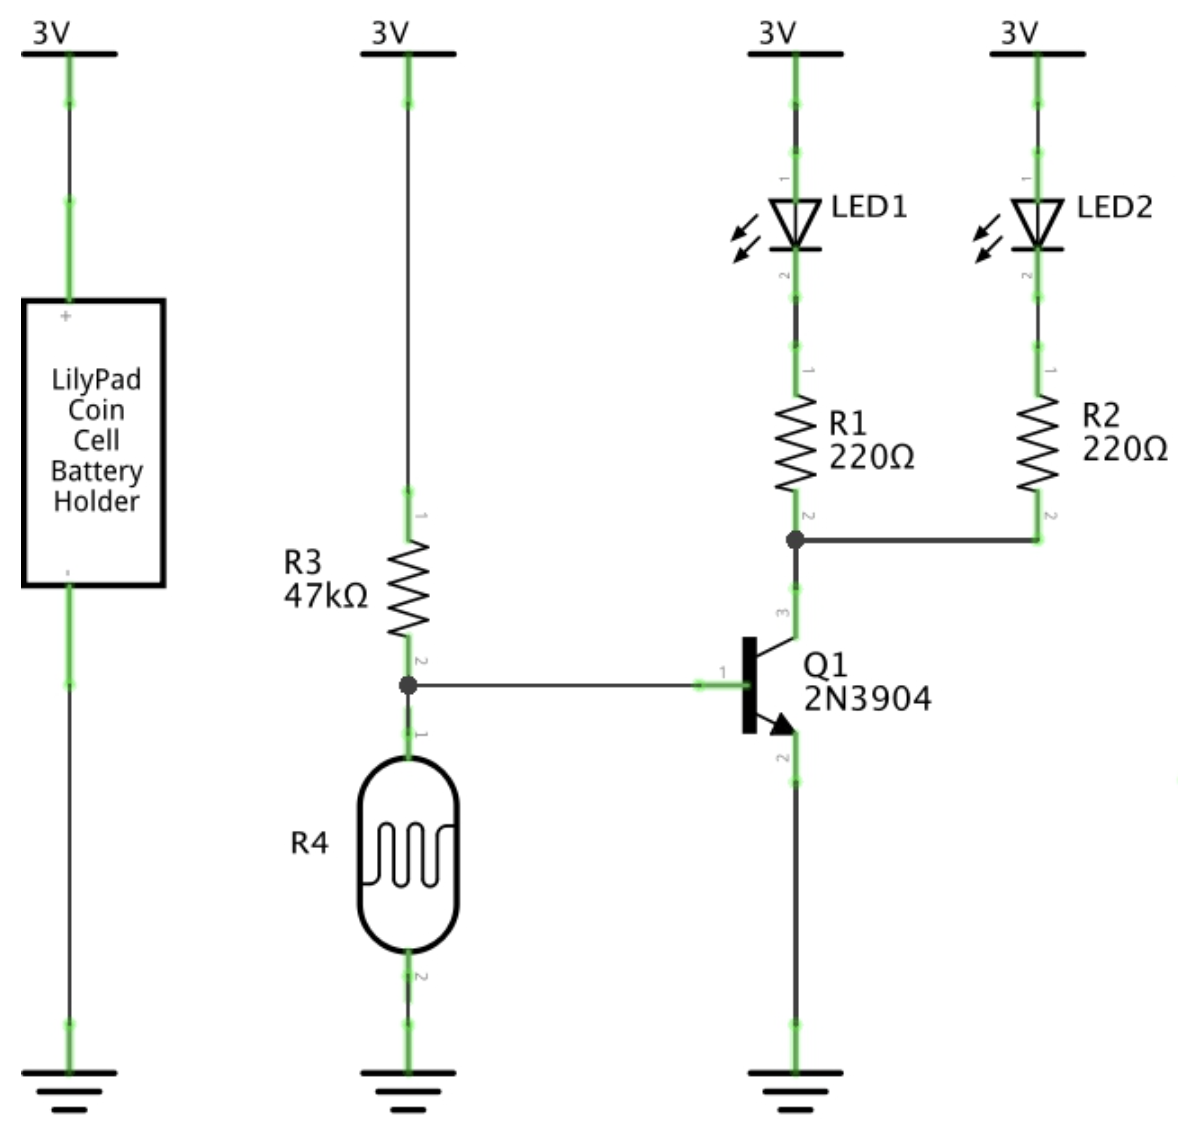 3V
3V
3V
3V
1
LED1
1
LED2
2
2
+
LilyPad
Coin
Cell
Battery
Holder
-
1
R1
220Ω
2
1
R2
220Ω
2
1
R3
47kΩ
2
3
1
Q1
2N3904
2
1
R4
2